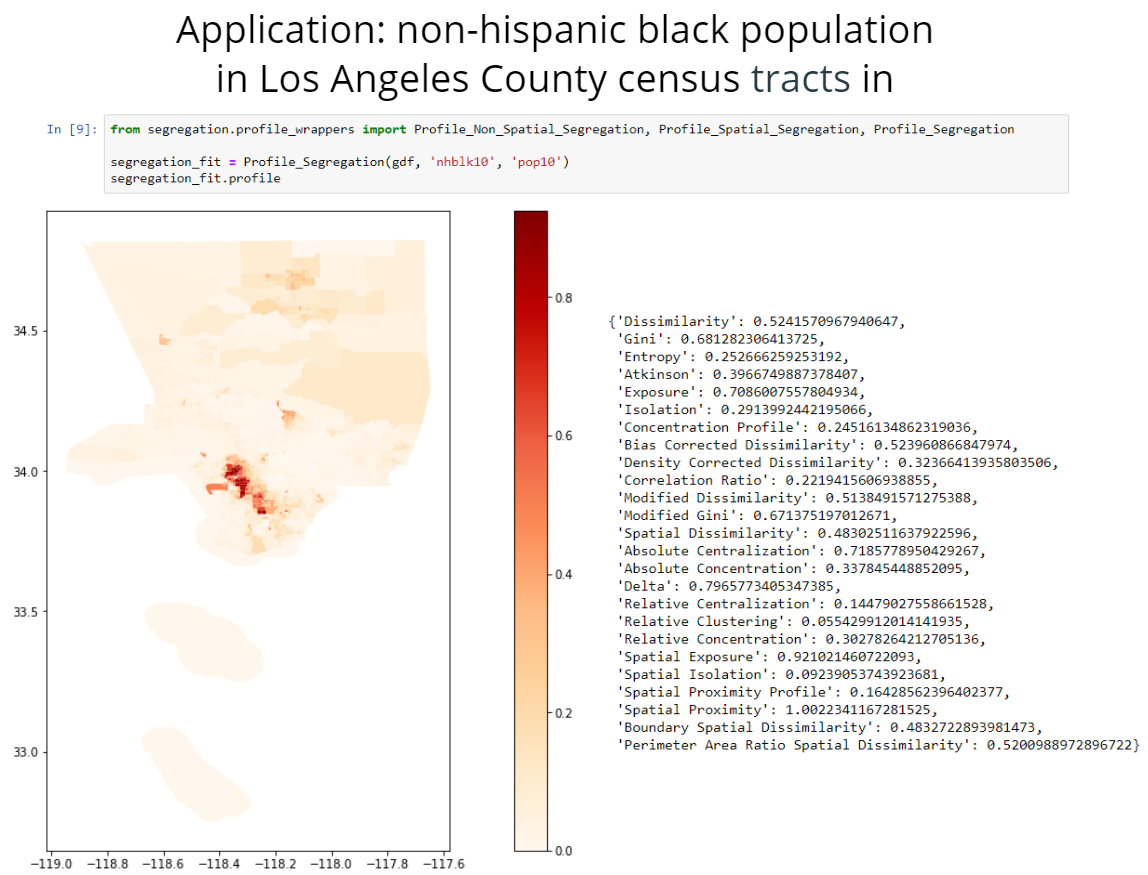 Application: non-hispanic black population
in Los Angeles County census tracts in
In [9]:
from segregation.profile_wrappers import Profile_Non_Spatial_Segregation, Profile_Spatial_Segregation, Profile_Segregation
segregation_fit = Profile_Segregation(gdf, 'nhblk10', 'pop10')
segregation_fit.profile
34.5
34.0
33.5
33.0
−119.0 −118.8 −118.6 −118.4 −118.2 −118.0 −117.8 −117.6
0.8
0.6
0.4
0.2
0.0
{'Dissimilarity': 0.5241570967940647,
'Gini': 0.681282306413725,
'Entropy': 0.252666259253192,
'Atkinson': 0.3966749887378407,
'Exposure': 0.7086007557804934,
'Isolation': 0.2913992442195066,
'Concentration Profile': 0.24516134862319036,
'Bias Corrected Dissimilarity': 0.523960866847974,
'Density Corrected Dissimilarity': 0.32366413935803506,
'Correlation Ratio': 0.2219415606938855,
'Modified Dissimilarity': 0.5138491571275388,
'Modified Gini': 0.671375197012671,
'Spatial Dissimilarity': 0.48302511637922596,
'Absolute Centralization': 0.7185778950429267,
'Absolute Concentration': 0.337845448852095,
'Delta': 0.7965773405347385,
'Relative Centralization': 0.14479027558661528,
'Relative Clustering': 0.055429912014141935,
'Relative Concentration': 0.30278264212705136,
'Spatial Exposure': 0.921021460722093,
'Spatial Isolation': 0.09239053743923681,
'Spatial Proximity Profile': 0.16428562396402377,
'Spatial Proximity': 1.0022341167281525,
'Boundary Spatial Dissimilarity': 0.4832722893981473,
'Perimeter Area Ratio Spatial Dissimilarity': 0.5200988972896722}